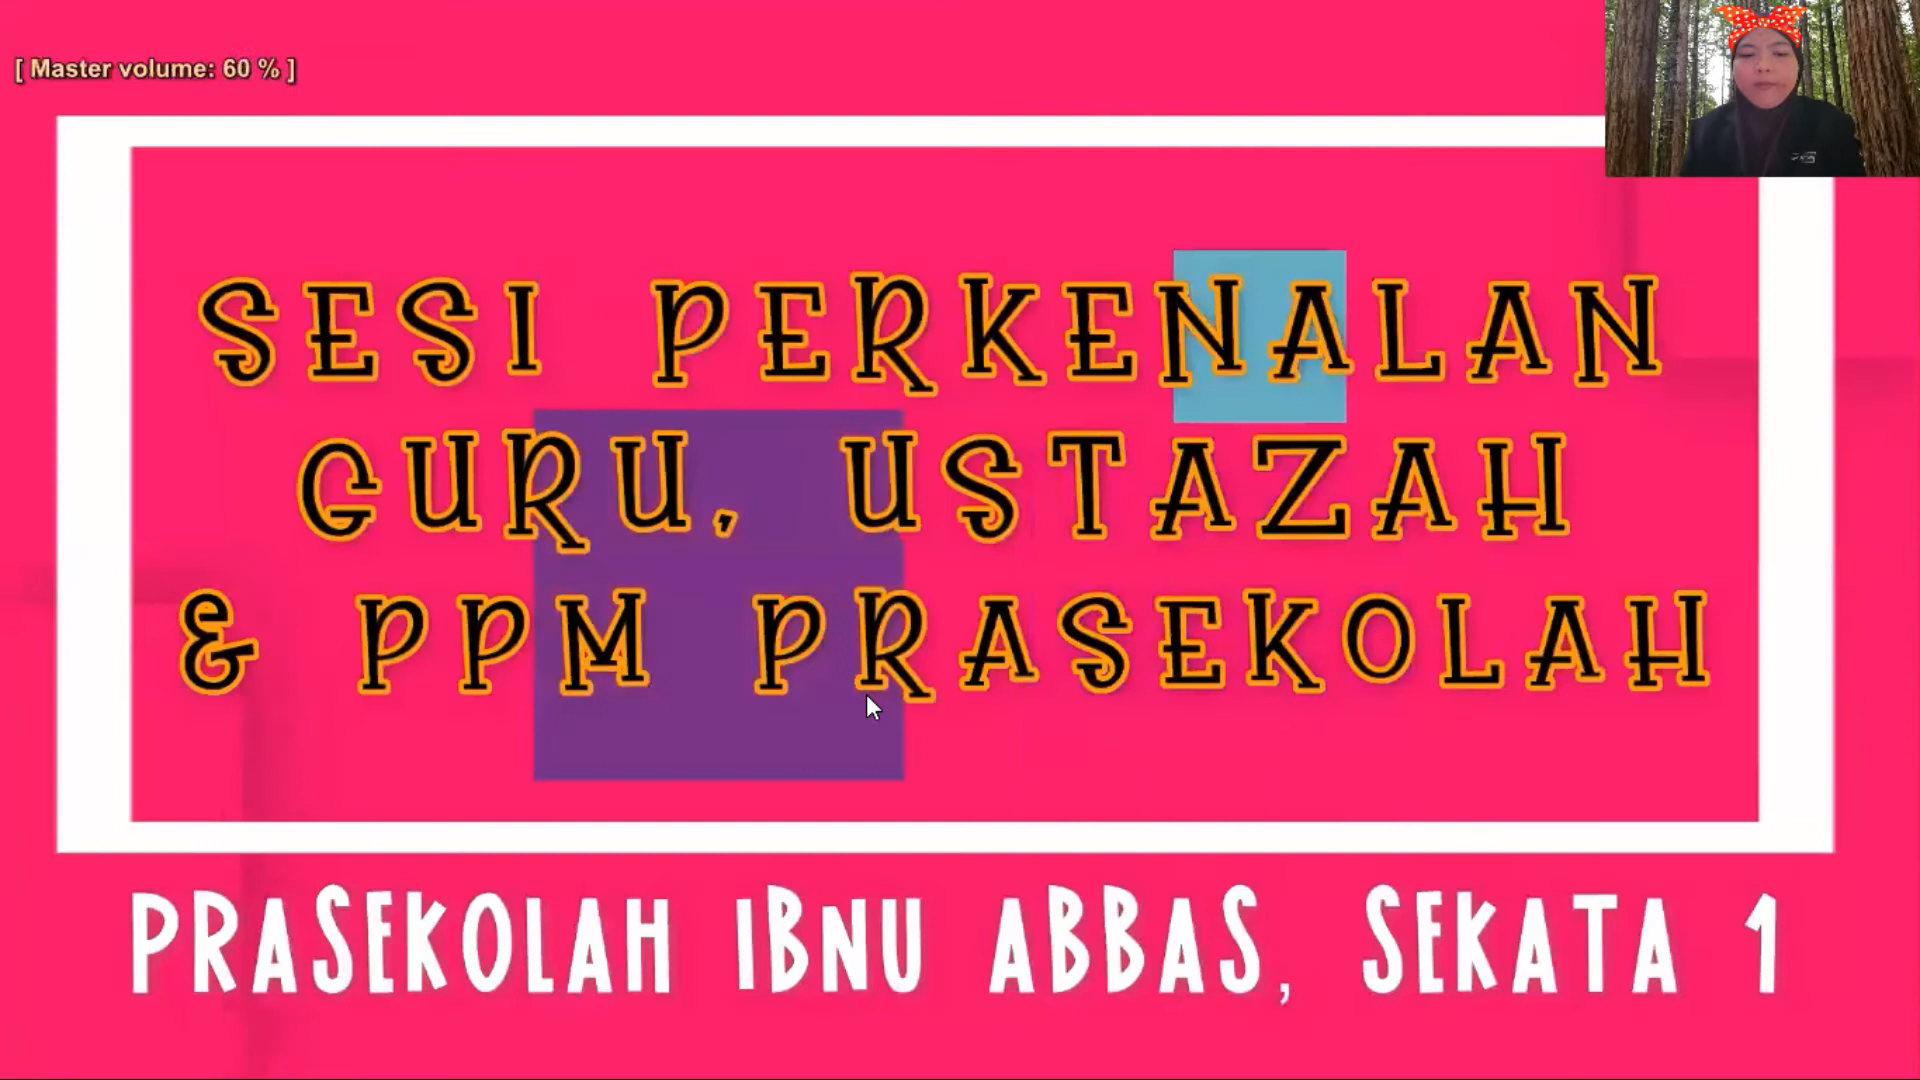 [ Master volume: 60 % ]
SESI PERKENALAN
GURU, USTAZAH
& PPM PRASEKOLAH
PRASEKOLAH IBNU ABBAS, SEKATA 1